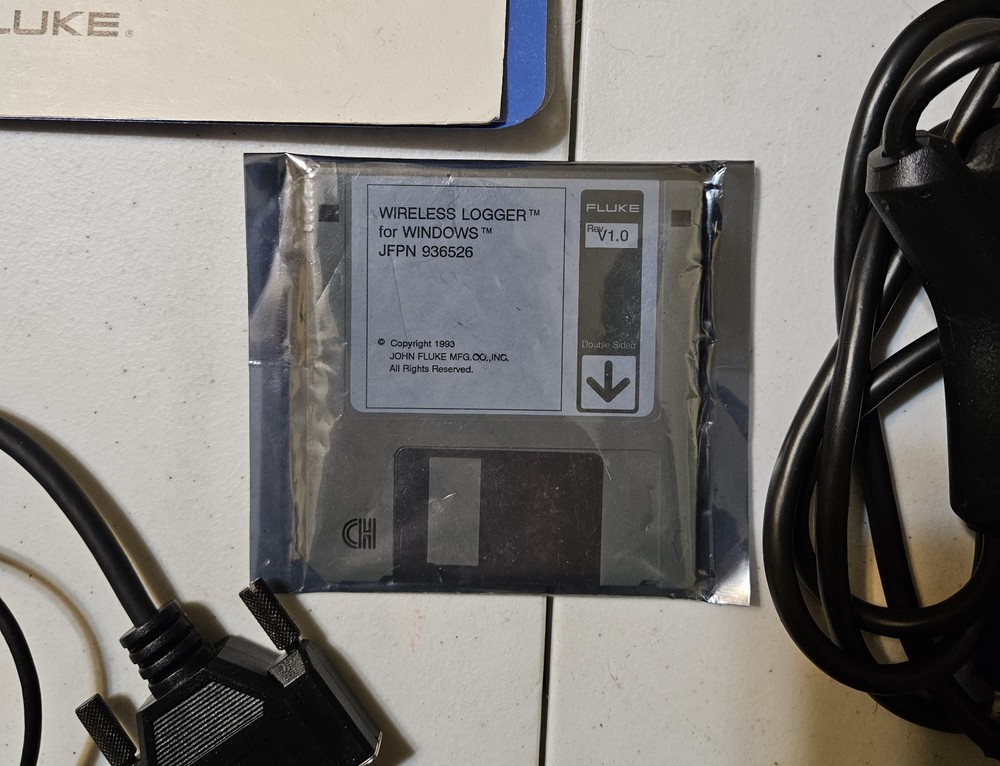 LUKE®
WIRELESS LOGGER™
for WINDOWS™
JFPN 936526
© Copyright 1993
JOHN FLUKE MFG.CO.,INC.
All Rights Reserved.
FLUKE
Rev
V1.0
Double Sided
CH